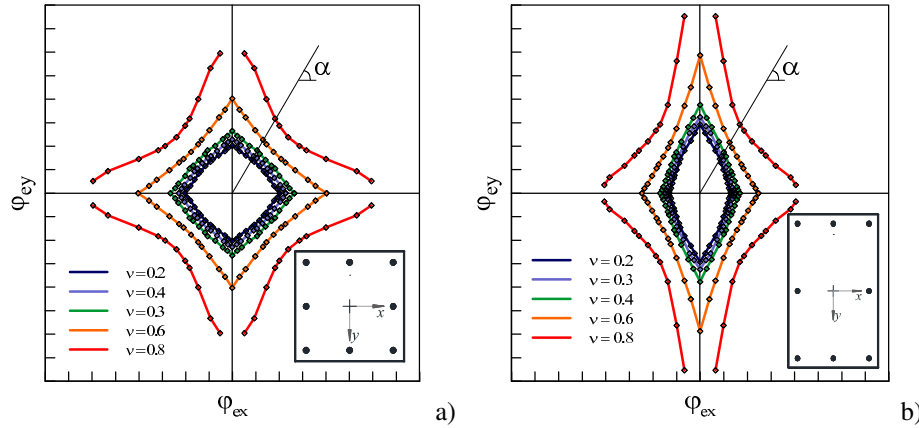 α
φey
ν=0.2
ν=0.4
ν=0.3
ν=0.6
ν=0.8
x
y
φex
a)
α
φey
ν=0.2
ν=0.3
ν=0.4
ν=0.6
ν=0.8
x
y
φex
b)